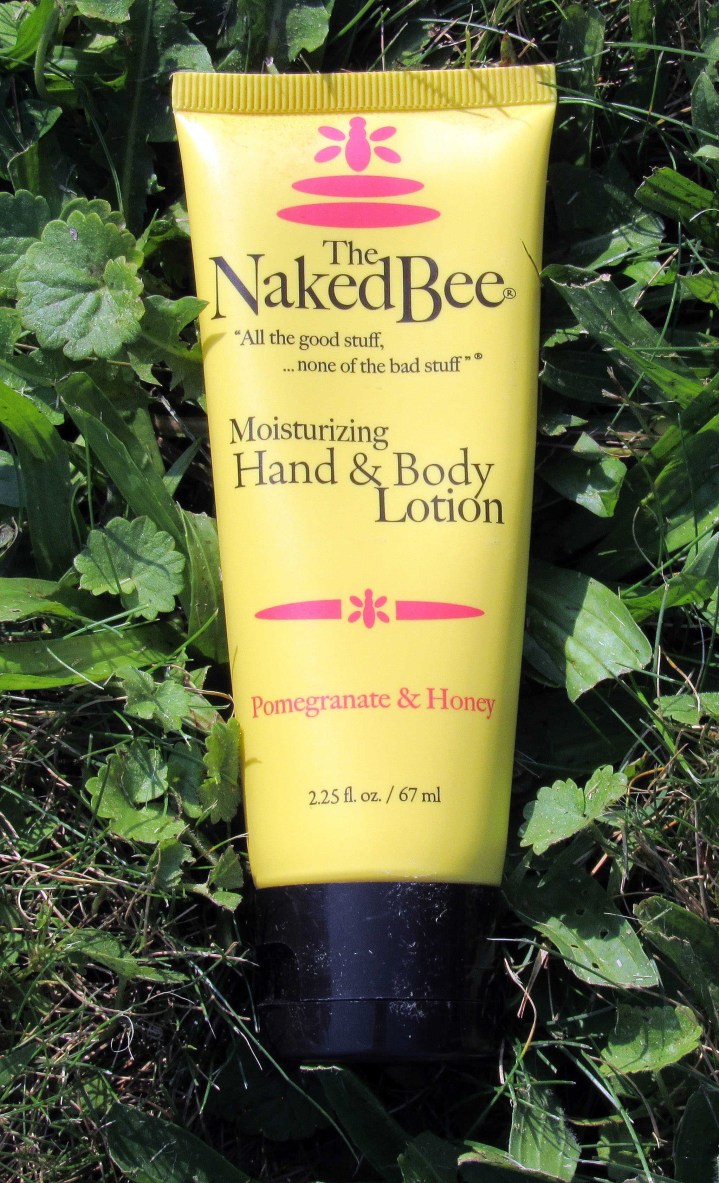 The
NakedBee®
"All the good stuff,
...none of the bad stuff"®
Moisturizing
Hand & Body
Lotion
Pomegranate & Honey
2.25 fl. oz. / 67 ml